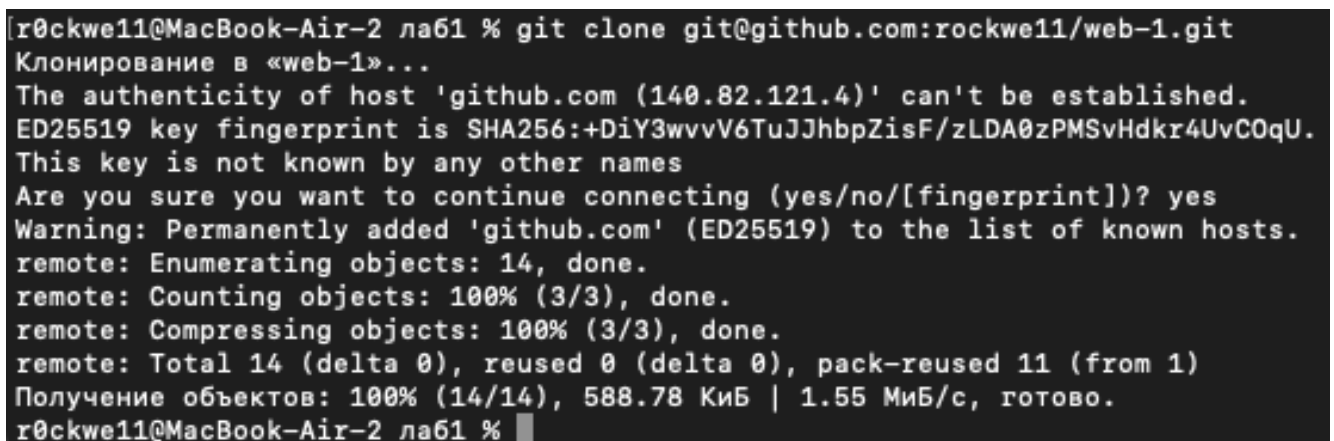 [r0ckwe11@MacBook-Air-2 лаб1 % git clone git@github.com:rockwe11/web-1.git
Клонирование в «web-1»...
The authenticity of host 'github.com (140.82.121.4)' can't be established.
ED25519 key fingerprint is SHA256:+DiY3wvvV6TuJJhbpZisF/zLDA0zPMSvHdkr4UvCOqU.
This key is not known by any other names
Are you sure you want to continue connecting (yes/no/[fingerprint])? yes
Warning: Permanently added 'github.com' (ED25519) to the list of known hosts.
remote: Enumerating objects: 14, done.
remote: Counting objects: 100% (3/3), done.
remote: Compressing objects: 100% (3/3), done.
remote: Total 14 (delta 0), reused 0 (delta 0), pack-reused 11 (from 1)
Получение объектов: 100% (14/14), 588.78 КиБ | 1.55 МиБ/с, готово.
r0ckwe11@MacBook-Air-2 лаб1 %